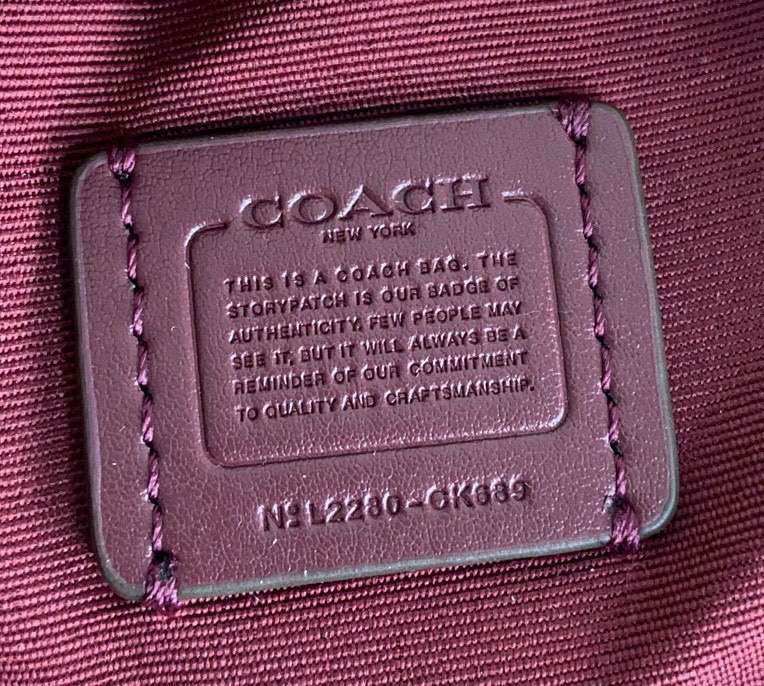 COACH
NEW YORK
THIS IS A COACH BAG. THE
STORYPATCH IS OUR BADGE OF
AUTHENTICITY. FEW PEOPLE MAY
SEE IT, BUT IT WILL ALWAYS BE A
REMINDER OF OUR COMMITMENT
TO QUALITY AND CRAFTSMANSHIP.
Nº L2280-CK689